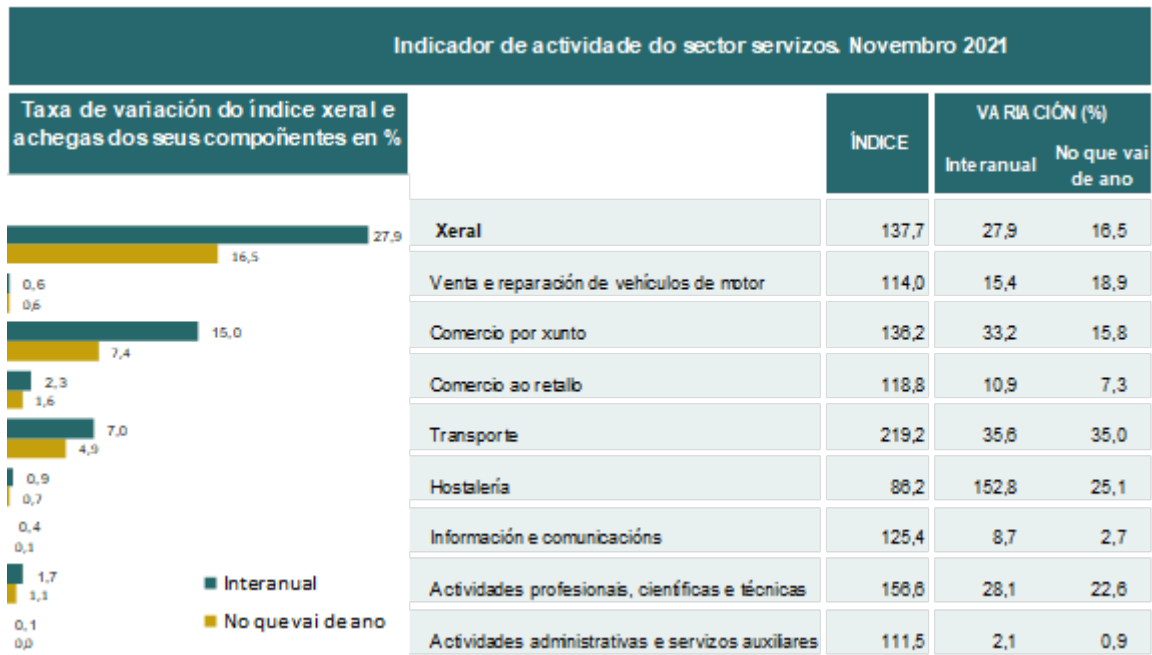 Indicador de actividade do sector servizos. Novembro 2021
Taxa de variación do índice xeral e
achegas dos seus compoñentes en %
ÍNDICE
VARIACIÓN (%)
Interanual
No que vai
de ano
27,9
16,5
Xeral 137,7 27,9 16,5
0,6
0,6
Venta e reparación de vehículos de motor 114,0 15,4 18,9
15,0
7,4
Comercio por xunto 136,2 33,2 15,8
2,3
1,6
Comercio ao retallo 118,8 10,9 7,3
7,0
4,9
Transporte 219,2 35,6 35,0
0,9
0,7
Hostalería 86,2 152,8 25,1
0,4
0,1
Información e comunicacións 125,4 8,7 2,7
1,7
1,1
Interanual
Actividades profesionais, científicas e técnicas 156,6 28,1 22,6
No que vai de ano
0,1
0,0
Actividades administrativas e servizos auxiliares 111,5 2,1 0,9